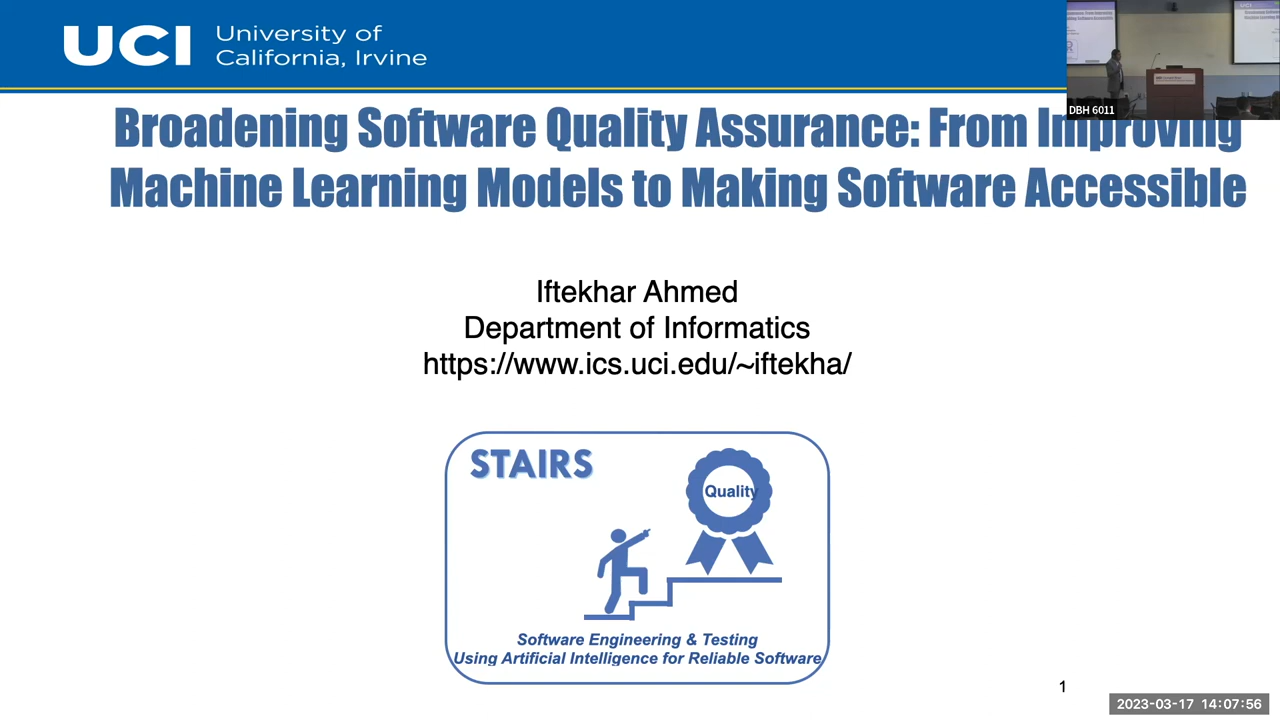 UCI
University of
California, Irvine
DBH 6011
Broadening Software Quality Assurance: From Improving
Machine Learning Models to Making Software Accessible
Iftekhar Ahmed
Department of Informatics
https://www.ics.uci.edu/~iftekha/
STAIRS
Quality
Software Engineering & Testing
Using Artificial Intelligence for Reliable Software
1
2023-03-17 14:07:56